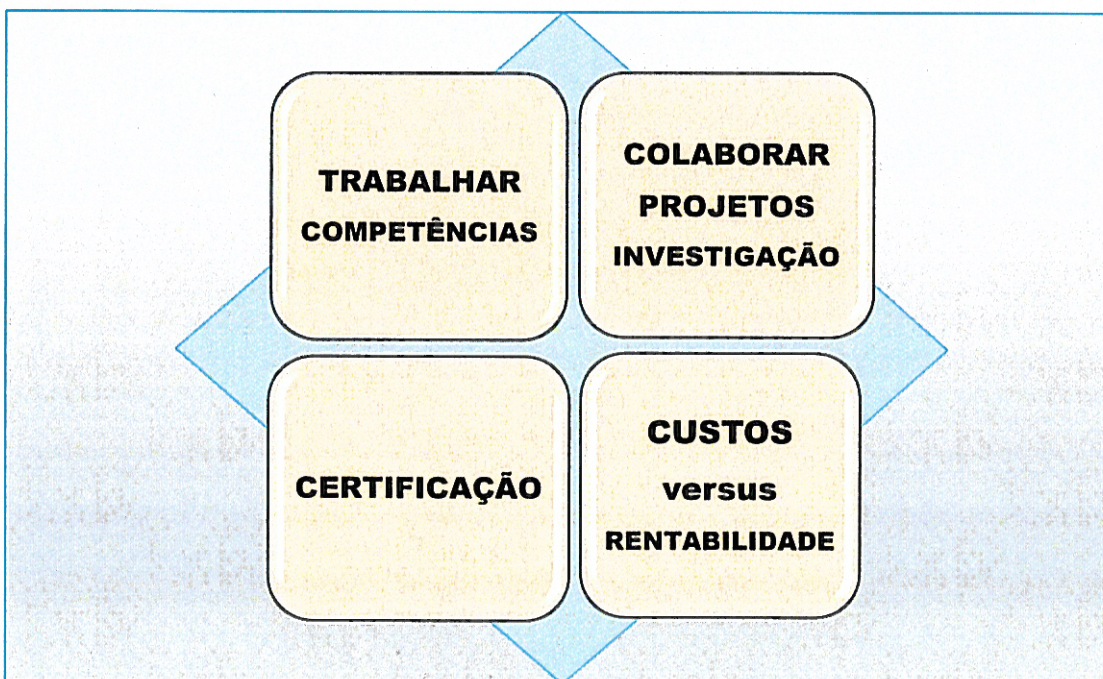 TRABALHAR
COMPETÊNCIAS
COLABORAR
PROJETOS
INVESTIGAÇÃO
CERTIFICAÇÃO
CUSTOS
versus
RENTABILIDADE